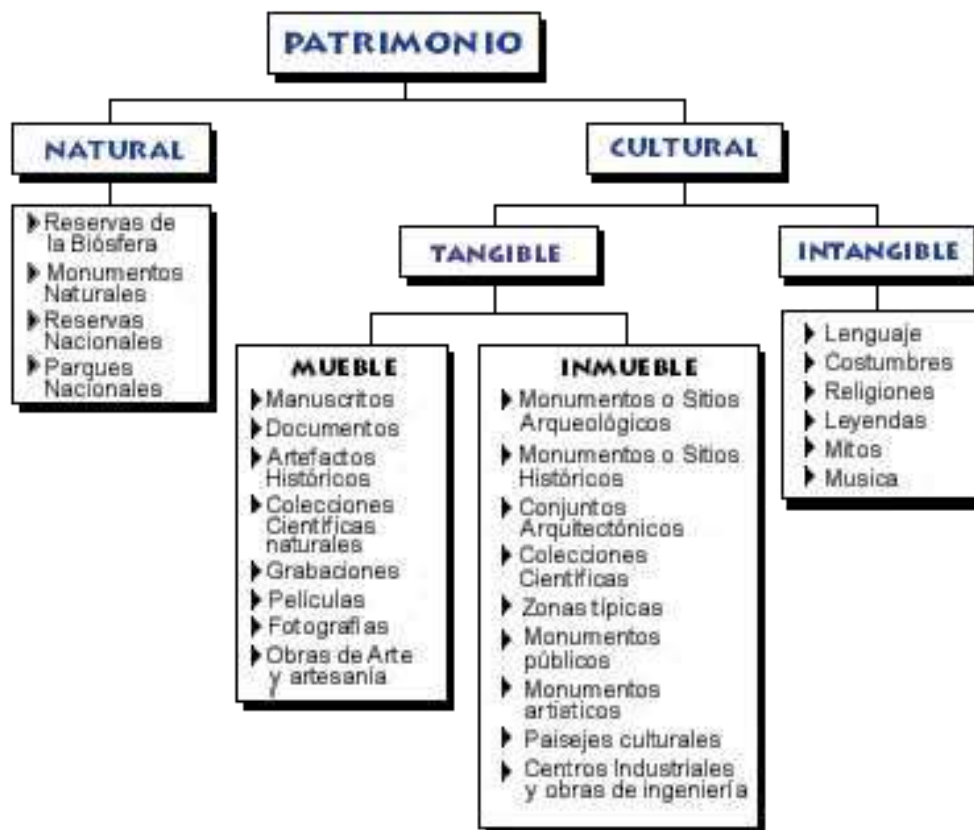 PATRIMONIO
NATURAL
Reservas de
la Biósfera
Monumentos
Naturales
Reservas
Nacionales
Pargues
Nacionales
CULTURAL
TANGIBLE
MUEBLE
Manuscritos
Documentos
Artefactos
Históricos
Colecciones
Científicas
naturales
Grabaciones
Películas
Fotografías
Obras de Arte
y artesanía
INMUEBLE
Monumentos o Sitios
Arqueológicos
Monumentos o Sitios
Históricos
Conjuntos
Arquitectónicos
Colecciones
Científicas
Zonas típicas
Monumentos
públicos
Monumentos
artísticos
Paisejes culturales
Centros Industriales
y obras de ingeniería
INTANGIBLE
Lenguaje
Costumbres
Religiones
Leyendas
Mitos
Musica